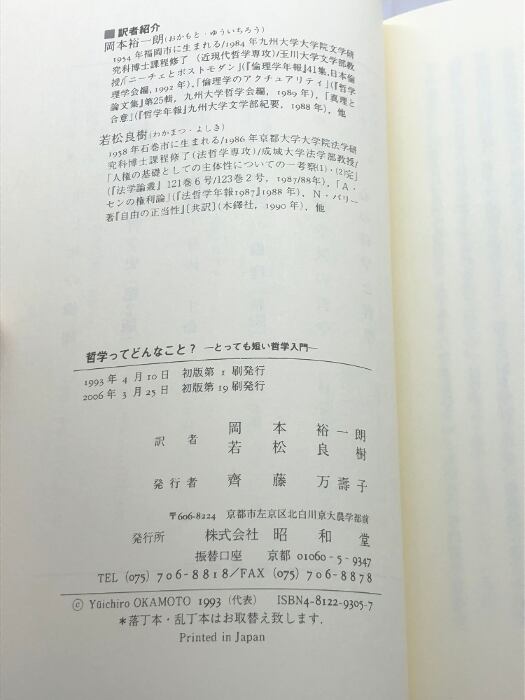 ■ 訳者紹介
岡本裕一朗(おかもと・ゆういちろう)
1954年福岡市に生まれる/1984年九州大学大学院文学研
究科博士課程修了(近現代哲学専攻)/玉川大学文学部教
授/「ニーチェとポストモダン」(『倫理学年報』41集,日本倫
理学会編,1992年),「倫理学のアクチュアリティ」(『哲学
論文集』第25輯,九州大学哲学会編,1989年),「真理と
合意」(『哲学年報』九州大学文学部紀要,1988年),他
若松良樹(わかまつ・よしき)
1958年石巻市に生まれる/1986年京都大学大学院法学研
究科博士課程修了(法哲学専攻)/成城大学法学部教授/
「人権の基礎としての主体性についての一考察(1)・(2)完」
(『法学論叢』121巻6号/123巻2号,1987/88年),「A・
センの権利論」(『法哲学年報1987』1988年),N・バリー
著『自由の正当性』[共訳](木鐸社,1990年),他
哲学ってどんなこと? —とっても短い哲学入門—
1993年4月10日 初版第1刷発行
2006年3月25日 初版第19刷発行
訳者 岡本裕一朗
若松良樹
発行者 齊藤万壽子
〒606-8224 京都市左京区北白川京大農学部前
発行所 株式会社 昭和堂
振替口座 京都 01060-5-9347
TEL (075) 706-8818/FAX (075) 706-8878
© Yūichiro OKAMOTO 1993 (代表) ISBN4-8122-9305-7
*落丁本・乱丁本はお取替え致します.
Printed in Japan